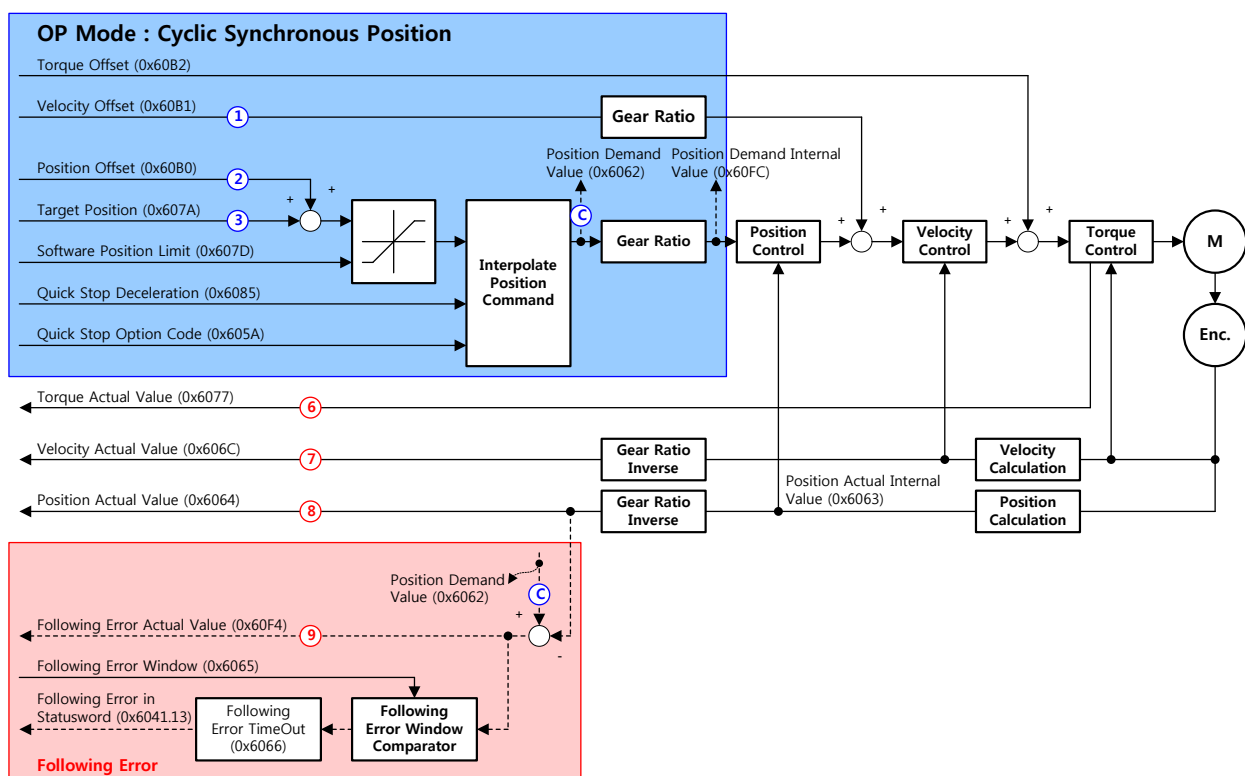 OP Mode : Cyclic Synchronous Position
Torque Offset (0x60B2)
Velocity Offset (0x60B1)
1
Gear Ratio
Position Demand
Value (0x6062)
Position Demand Internal
Value (0x60FC)
Position Offset (0x60B0)
2
+
+
Target Position (0x607A)
3
C
Software Position Limit (0x607D)
Interpolate
Position
Command
Gear Ratio
Position
Control
+
+
Velocity
Control
+
+
Torque
Control
M
Quick Stop Deceleration (0x6085)
Quick Stop Option Code (0x605A)
Enc.
Torque Actual Value (0x6077)
6
Velocity Actual Value (0x606C)
7
Gear Ratio
Inverse
Velocity
Calculation
Position Actual Value (0x6064)
8
Gear Ratio
Inverse
Position Actual Internal
Value (0x6063)
Position
Calculation
Position Demand
Value (0x6062)
C
+
-
Following Error Actual Value (0x60F4)
9
Following Error Window (0x6065)
Following Error in
Statusword (0x6041.13)
Following
Error TimeOut
(0x6066)
Following
Error Window
Comparator
Following Error